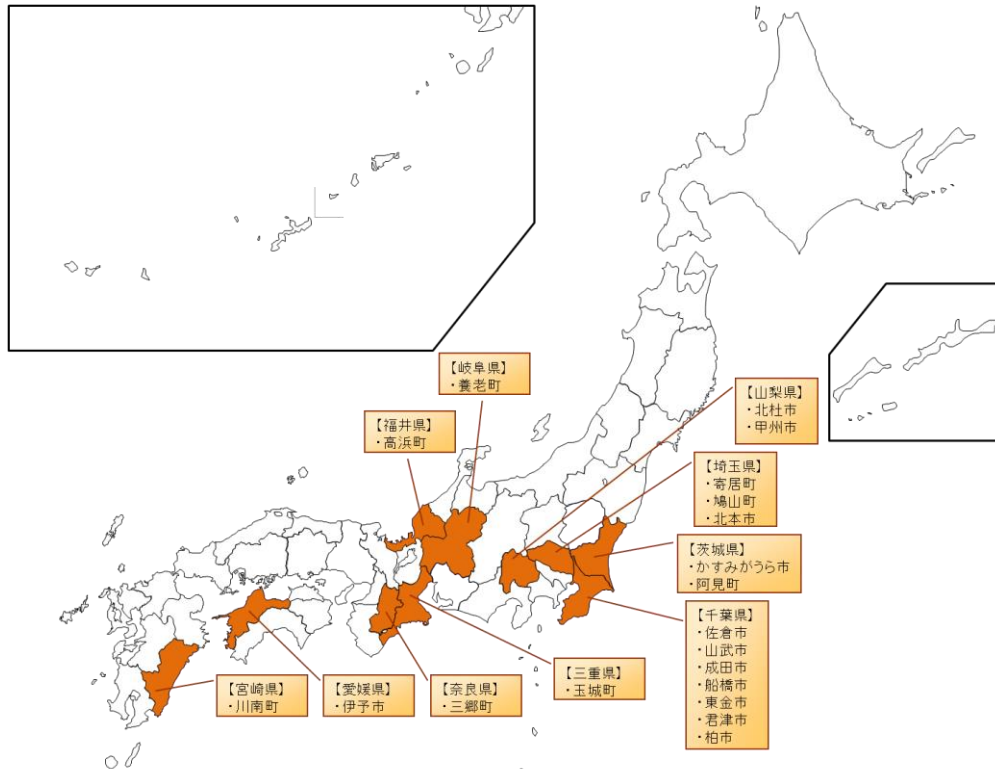 【岐阜県】
・養老町
【福井県】
・高浜町
【山梨県】
・北杜市
・甲州市
【埼玉県】
・寄居町
・鳩山町
・北本市
【茨城県】
・かすみがうら市
・阿見町
【千葉県】
・佐倉市
・山武市
・成田市
・船橋市
・東金市
・君津市
・柏市
【三重県】
・玉城町
【奈良県】
・三郷町
【愛媛県】
・伊予市
【宮崎県】
・川南町